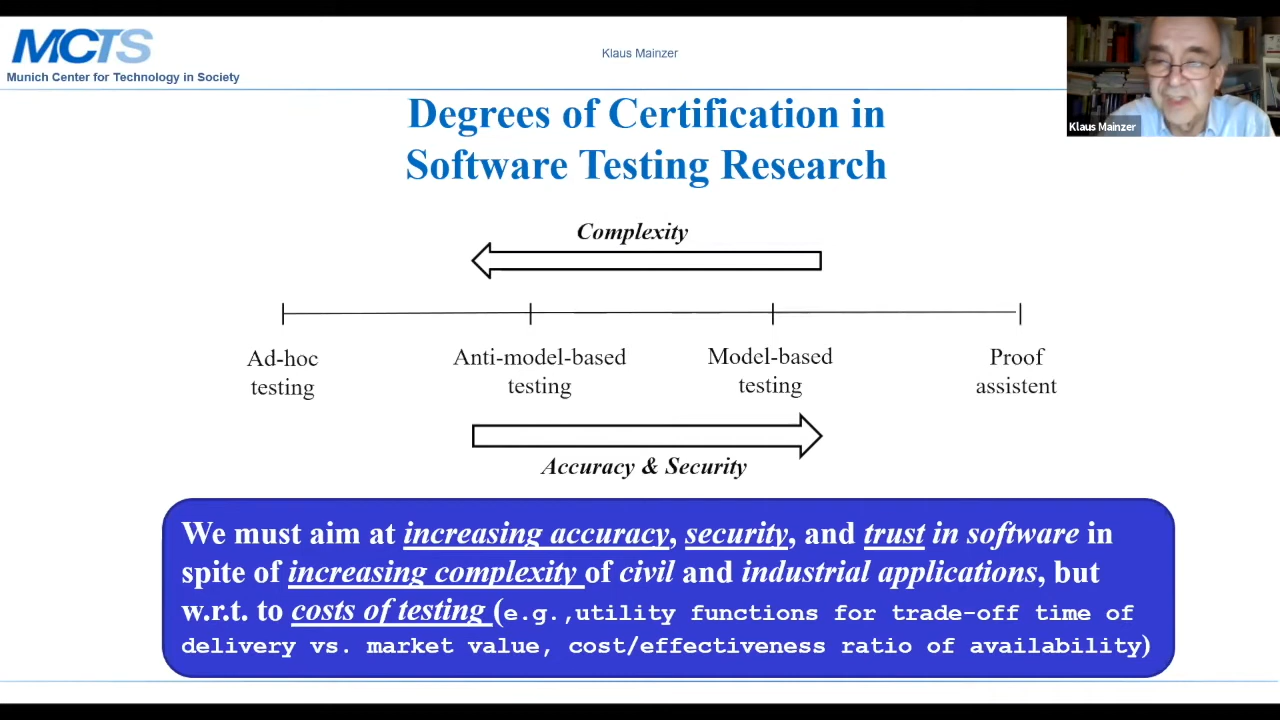 MCTS
Munich Center for Technology in Society
Klaus Mainzer
Klaus Mainzer
Degrees of Certification in
Software Testing Research
Complexity
Ad-hoc
testing
Anti-model-based
testing
Model-based
testing
Proof
assistent
Accuracy & Security
We must aim at increasing accuracy, security, and trust in software in
spite of increasing complexity of civil and industrial applications, but
w.r.t. to costs of testing (e.g.,utility functions for trade-off time of
delivery vs. market value, cost/effectiveness ratio of availability)